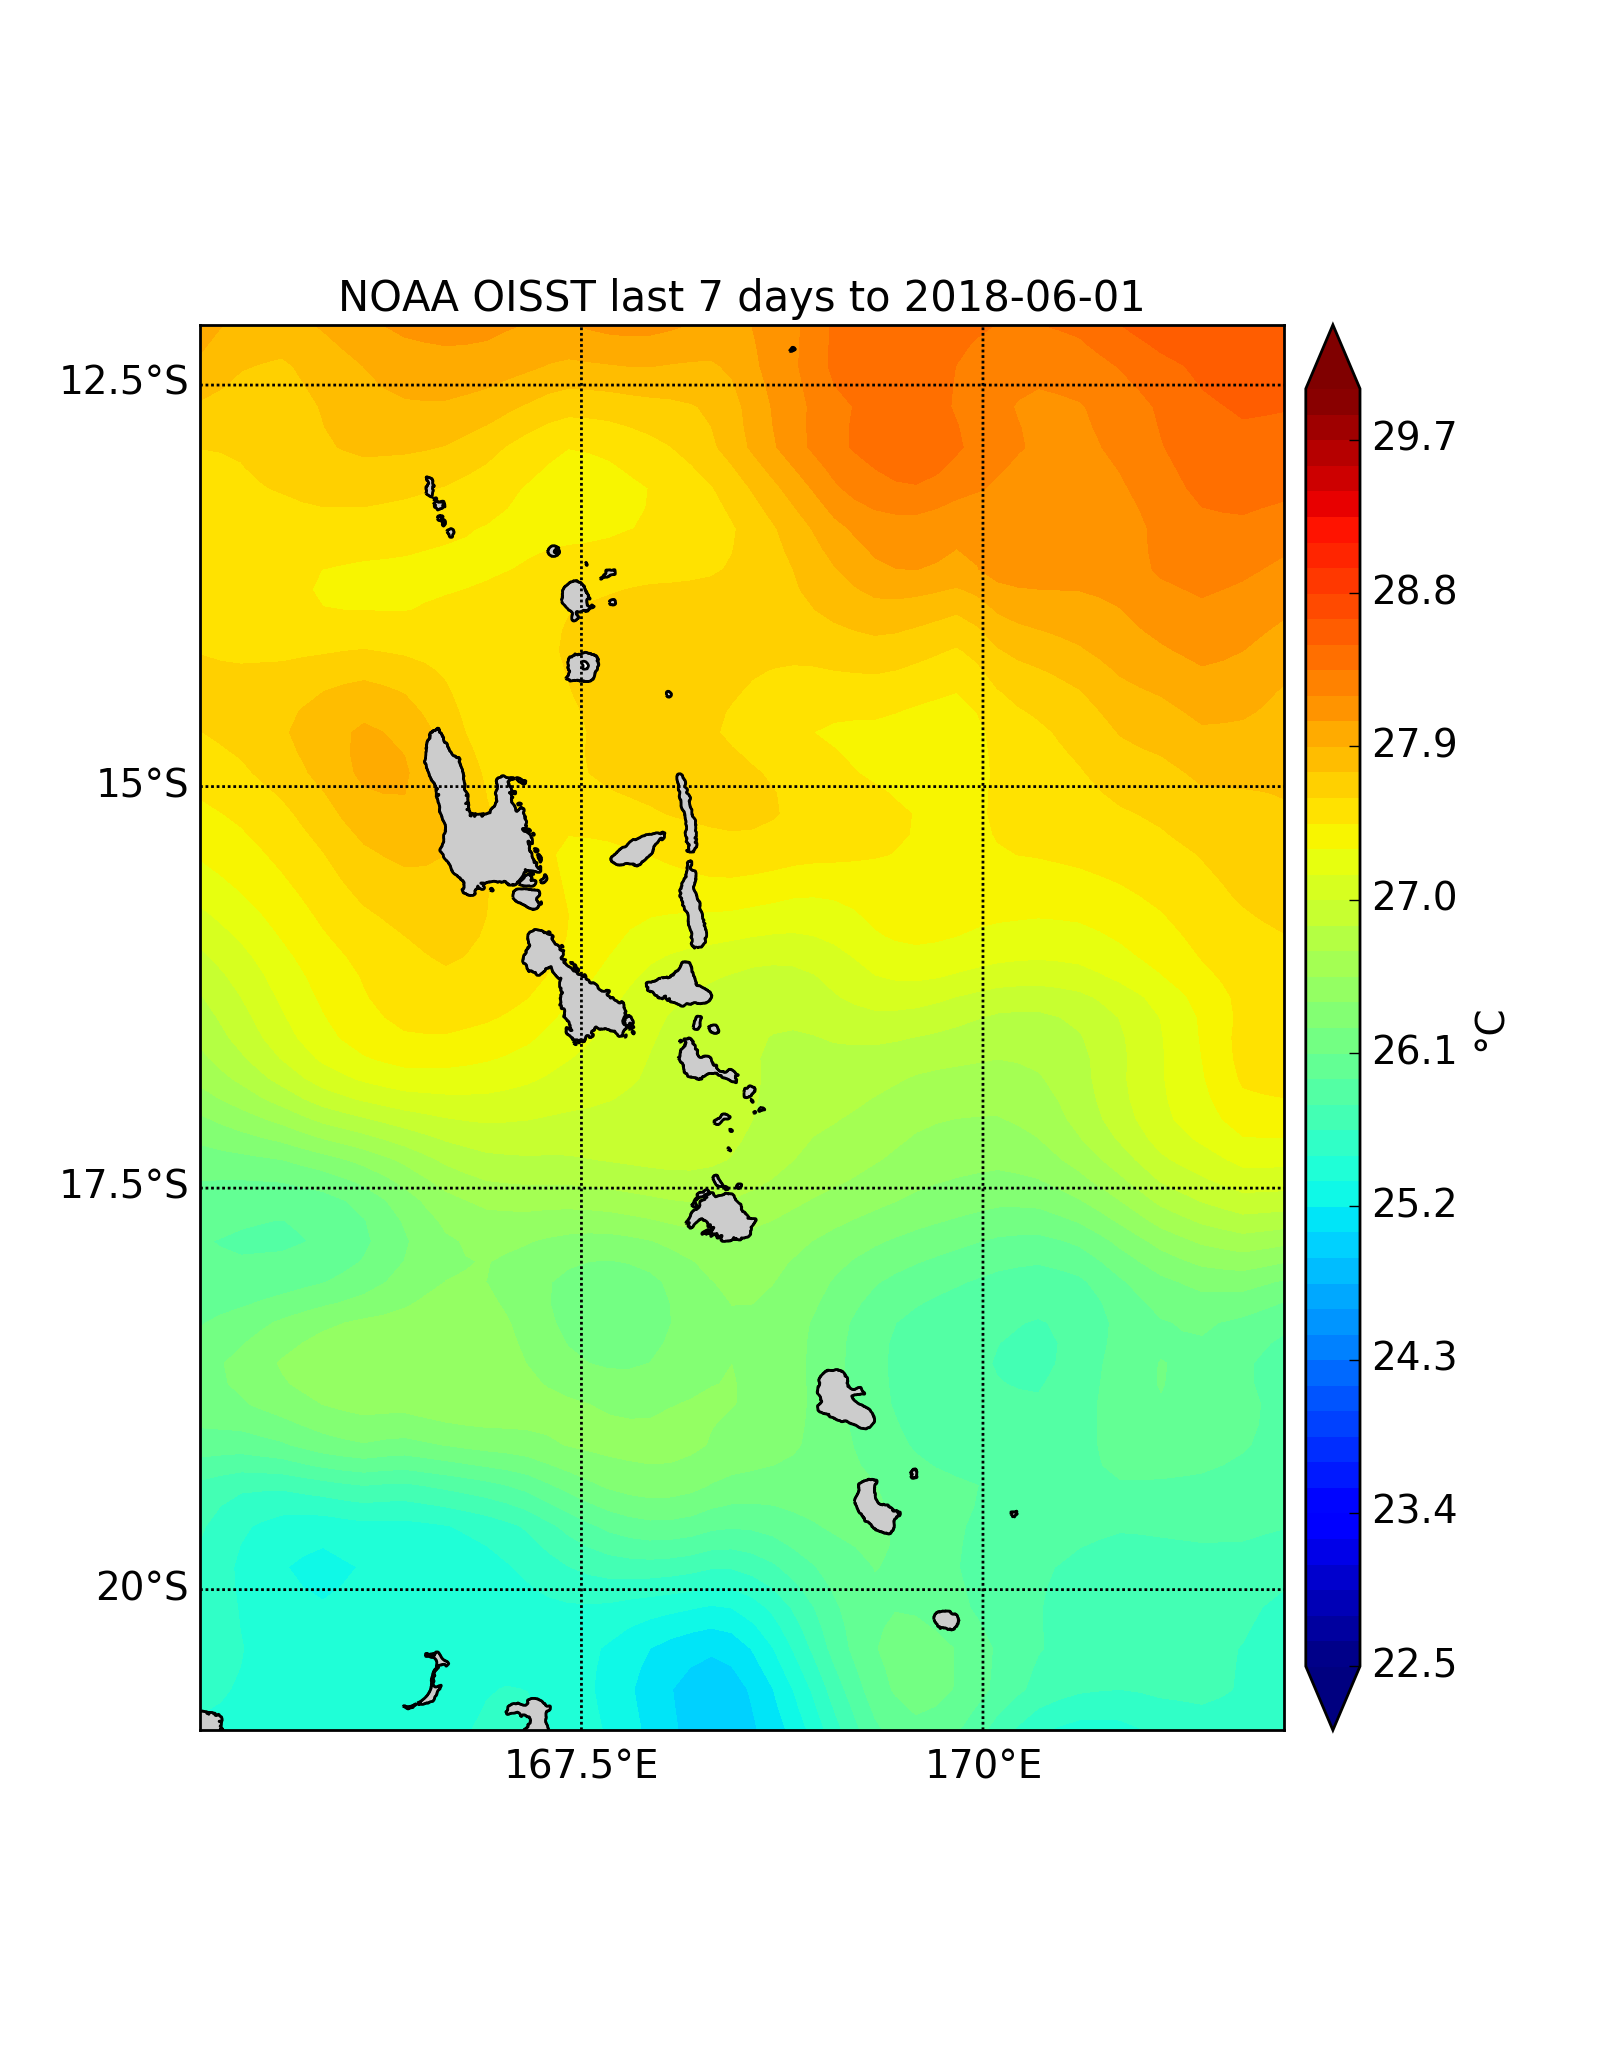 NOAA OISST last 7 days to 2018-06-01
12.5°S
15°S
17.5°S
20°S
167.5°E
170°E
29.7
28.8
27.9
27.0
26.1
25.2
24.3
23.4
22.5
°C